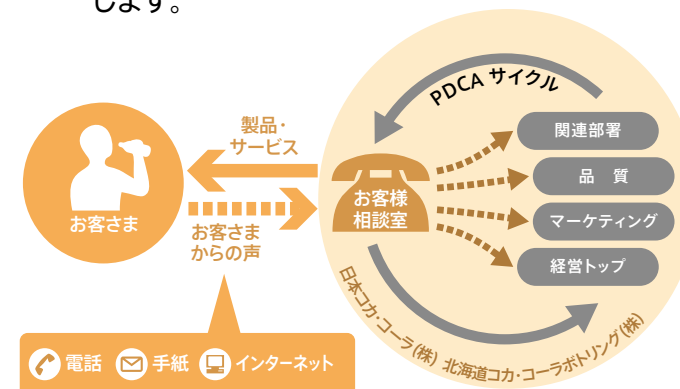 します。
PDCA サイクル
製品・
サービス
お客さま
お客さま
からの声
お客様
相談室
関連部署
品　質
マーケティング
経営トップ
日本コカ・コーラ(株) 北海道コカ・コーラボトリング(株)
電話 手紙 インターネット